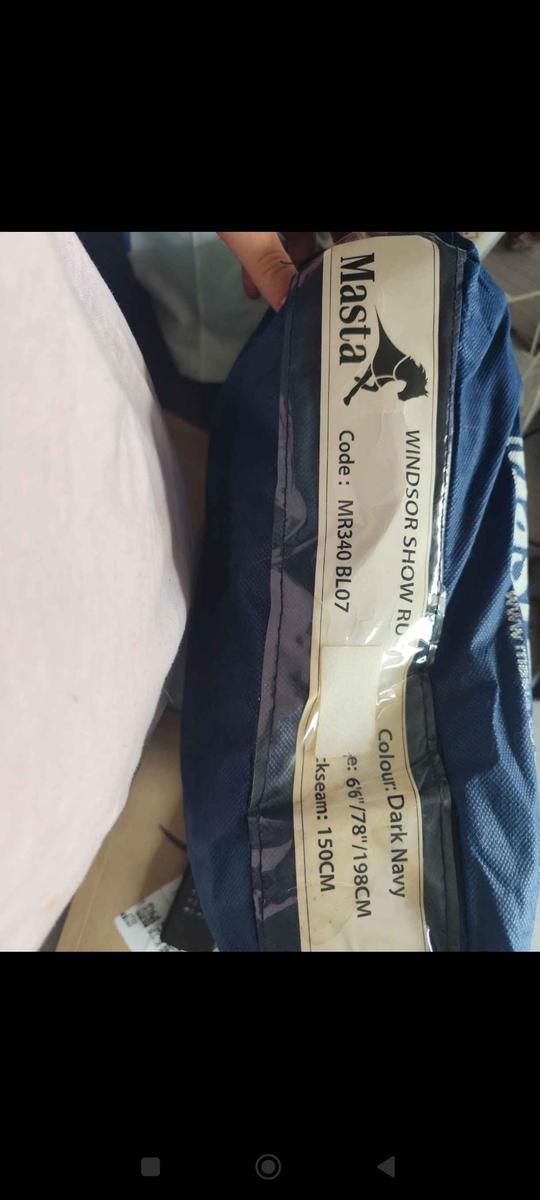 Masta
WINDSOR SHOW RU
Code : MR340 BL07
Colour: Dark Navy
e: 6'6"/78"/198CM
kseam: 150CM